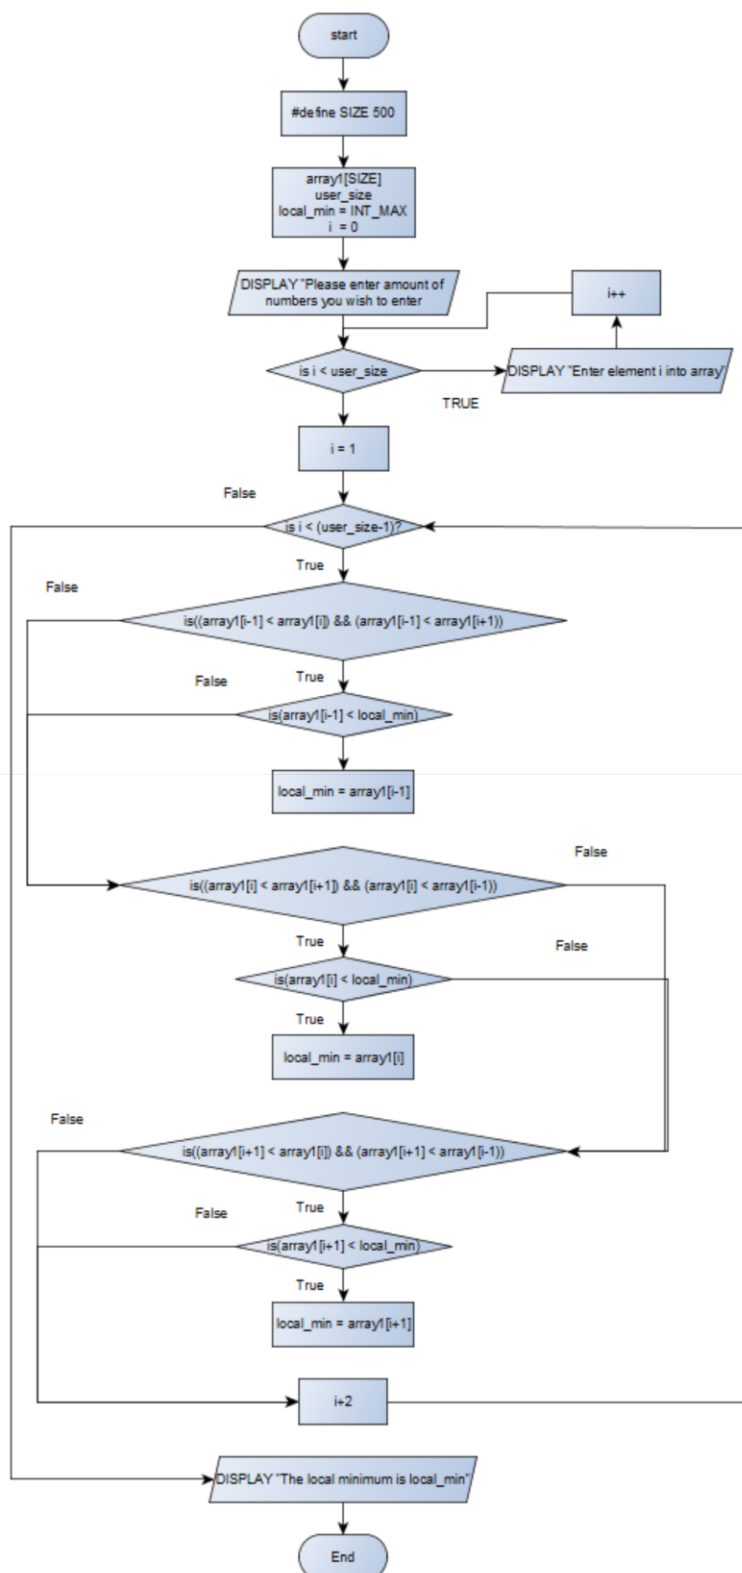 start
#define SIZE 500
array1[SIZE]
user_size
local_min = INT_MAX
i = 0
DISPLAY "Please enter amount of
numbers you wish to enter
i++
is i < user_size
DISPLAY "Enter element i into array"
TRUE
i = 1
False
is i < (user_size-1)?
True
False
is((array1[i-1] < array1[i]) && (array1[i-1] < array1[i+1))
True
False
is(array1[i-1] < local_min)
local_min = array1[i-1]
False
is((array1[i] < array1[i+1]) && (array1[i] < array1[i-1))
True
False
is(array1[i] < local_min)
True
local_min = array1[i]
False
is((array1[i+1] < array1[i]) && (array1[i+1] < array1[i-1))
True
False
is(array1[i+1] < local_min)
True
local_min = array1[i+1]
i+2
DISPLAY "The local minimum is local_min"
End